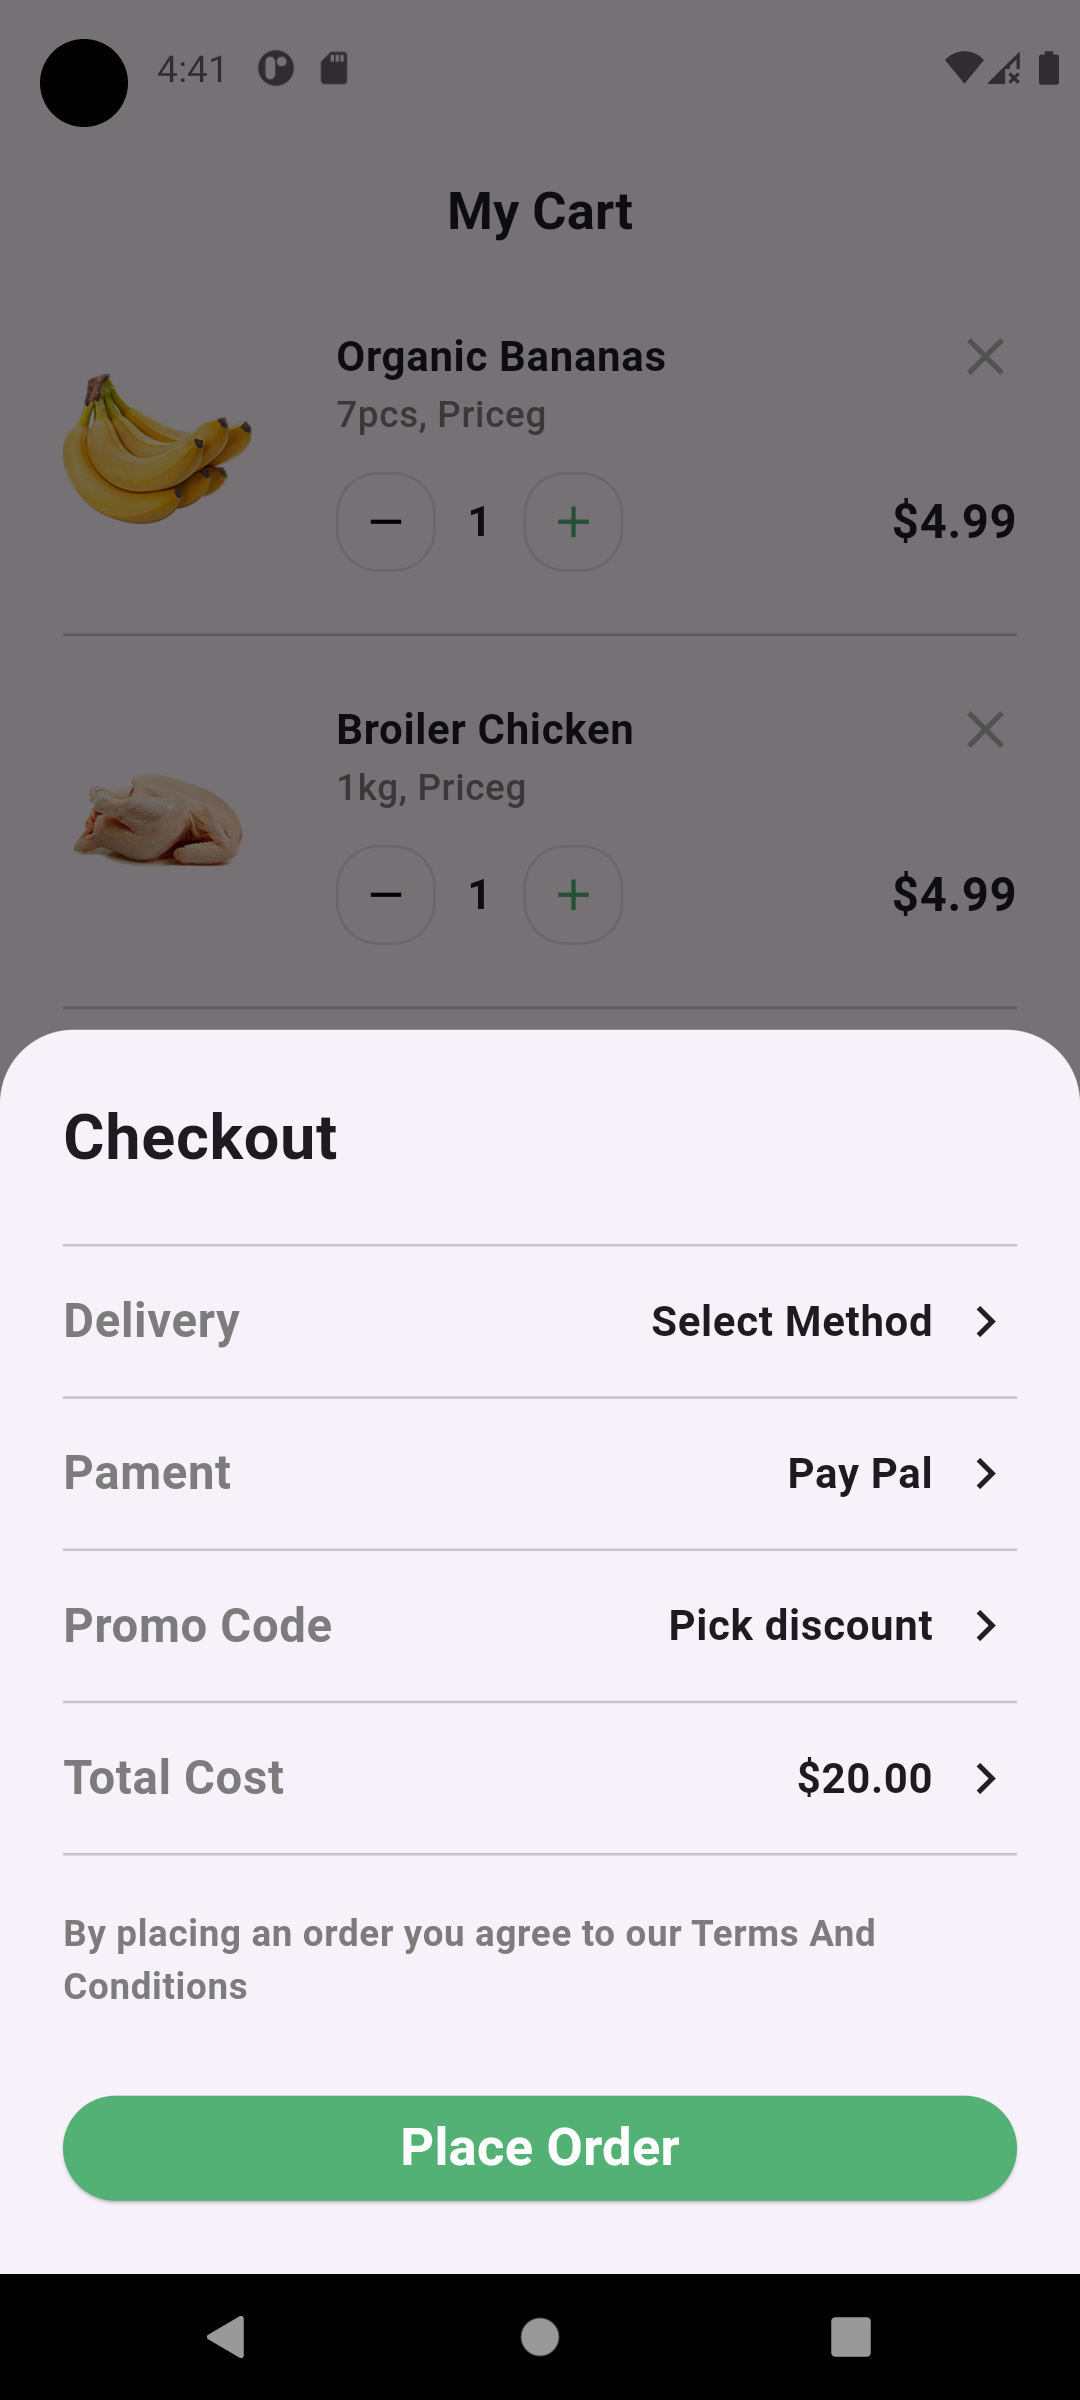 4:41
My Cart
Organic Bananas
7pcs, Priceg
1
$4.99
Broiler Chicken
1kg, Priceg
1
$4.99
Checkout
Delivery Select Method
Pament Pay Pal
Promo Code Pick discount
Total Cost $20.00
By placing an order you agree to our Terms And
Conditions
Place Order